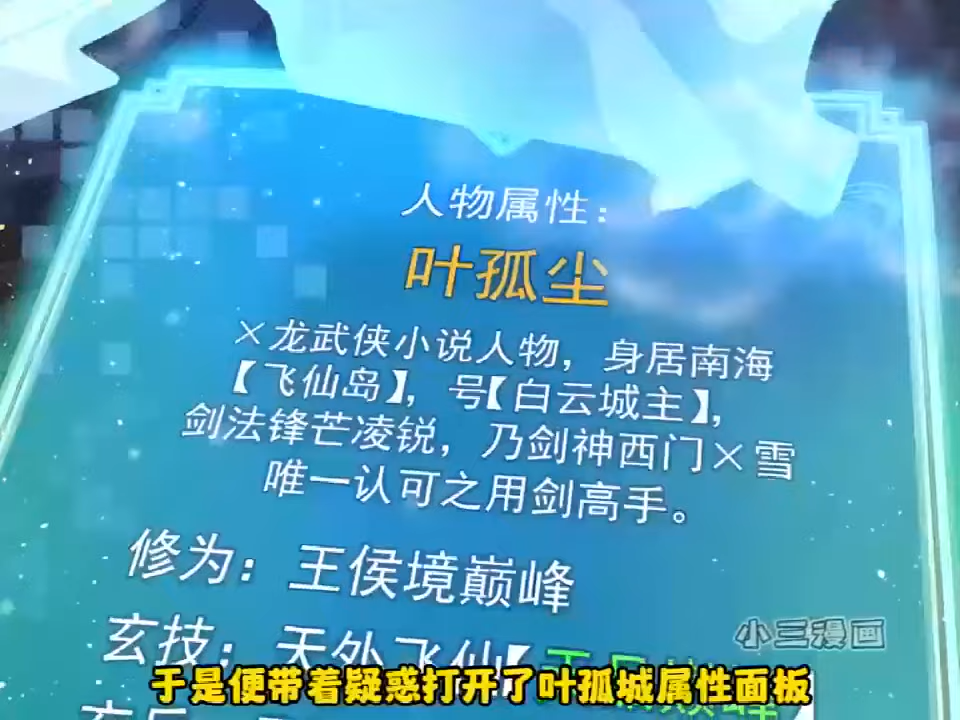 人物属性：
叶孤尘
×龙武侠小说人物，身居南海
【飞仙岛】，号【白云城主】，
剑法锋芒凌锐，乃剑神西门×雪
唯一认可之用剑高手。
修为：王侯境巅峰
玄技：天外飞仙【
小三漫画
于是便带着疑惑打开了叶孤城属性面板